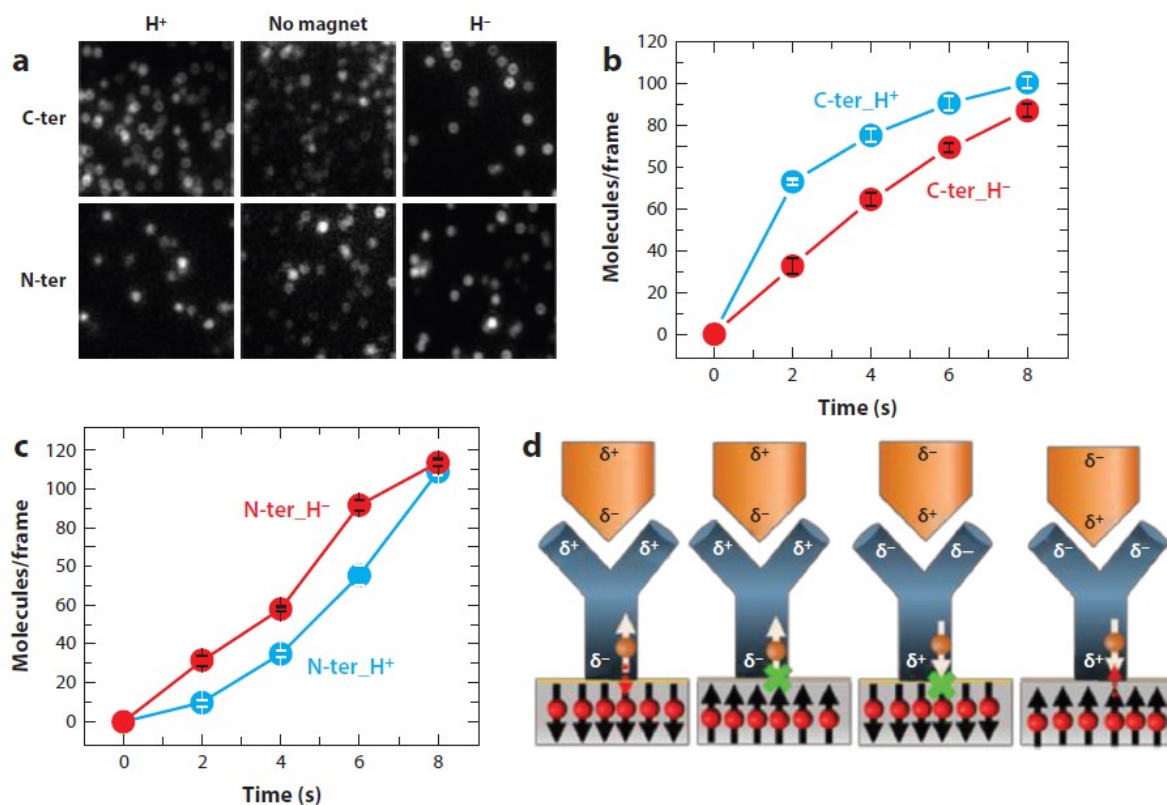 H⁺ No magnet H⁻
a
C-ter
N-ter
b
120
100
80
50
60
40
20
0
Molecules/frame
C-ter_H⁺
C-ter_H⁻
0 2 4 6 8
Time (s)
c
120
100
80
50
60
40
20
0
Molecules/frame
N-ter_H⁻
N-ter_H⁺
0 2 4 6 8
Time (s)
d
δ⁺ δ⁺ δ⁻ δ⁻
δ⁻ δ⁻ δ⁺ δ⁺
δ⁺ δ⁺ δ⁺ δ⁺ δ⁻ δ⁻ δ⁻ δ⁻
δ⁻ δ⁻ δ⁺ δ⁺